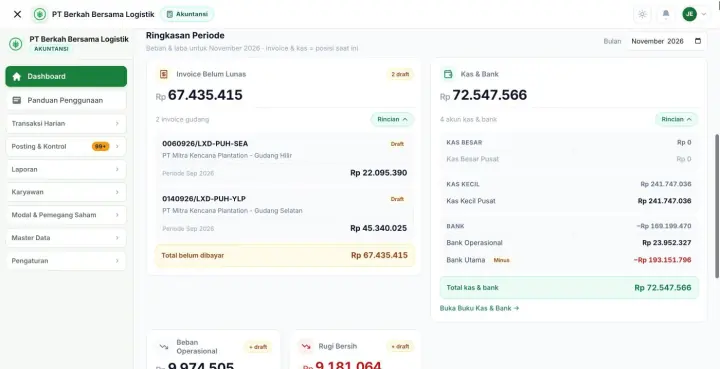 PT Berkah Bersama Logistik
Akuntansi
JE
PT Berkah Bersama Logistik
AKUNTANSI
Dashboard
Panduan Penggunaan
Transaksi Harian
Posting & Kontrol 99+
Laporan
Karyawan
Modal & Pemegang Saham
Master Data
Pengaturan
Ringkasan Periode
Beban & laba untuk November 2026 · invoice & kas = posisi saat ini
Bulan November 2026
Invoice Belum Lunas 2 draft
Rp 67.435.415
2 invoice gudang Rincian
0060926/LXD-PUH-SEA Draft
PT Mitra Kencana Plantation - Gudang Hilir
Periode Sep 2026 Rp 22.095.390
0140926/LXD-PUH-YLP Draft
PT Mitra Kencana Plantation - Gudang Selatan
Periode Sep 2026 Rp 45.340.025
Total belum dibayar Rp 67.435.415
Kas & Bank
Rp 72.547.566
4 akun kas & bank Rincian
KAS BESAR Rp 0
Kas Besar Pusat Rp 0
KAS KECIL Rp 241.747.036
Kas Kecil Pusat Rp 241.747.036
BANK −Rp 169.199.470
Bank Operasional Rp 23.952.327
Bank Utama Minus −Rp 193.151.796
Total kas & bank Rp 72.547.566
Buka Buku Kas & Bank →
Beban Operasional + draft
Rp 9.974.505
Rugi Bersih + draft
Rp 9.181.064